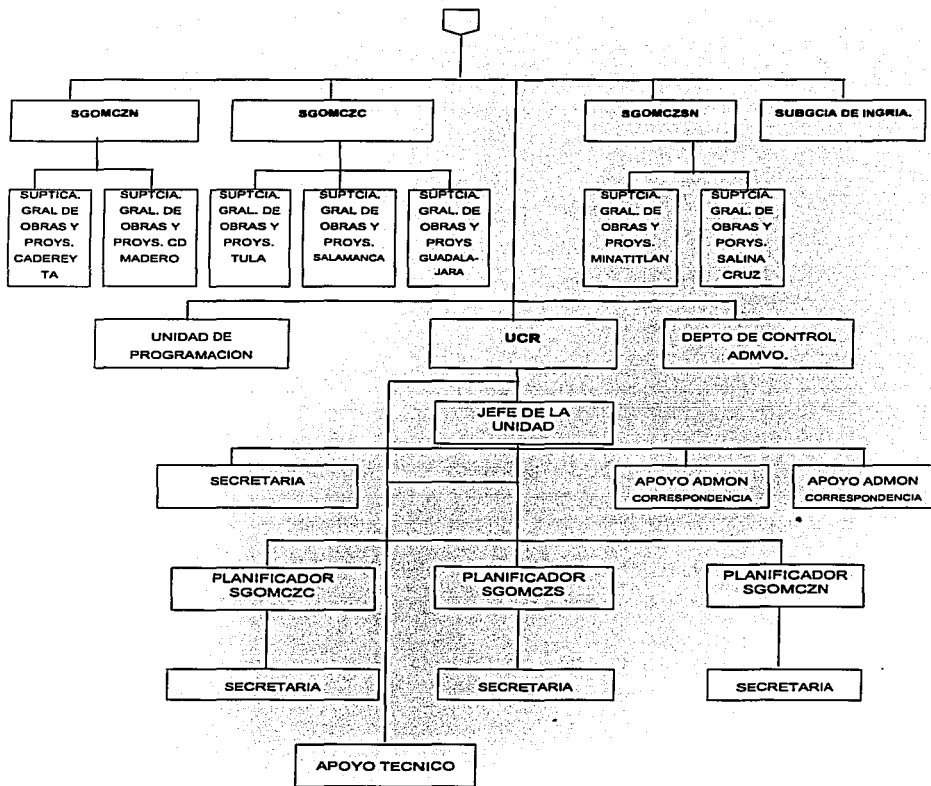 SGOMCZN
SGOMCZC
SGOMCZSN
SUBGCIA DE INGRIA.
SUPTICA.
GRAL DE
OBRAS Y
PROYS.
CADEREY
TA
SUPTCIA.
GRAL. DE
OBRAS Y
PROYS. CD
MADERO
SUPTCIA.
GRAL. DE
OBRAS Y
PROYS.
TULA
SUPTCIA.
GRAL DE
OBRAS Y
PROYS.
SALAMANCA
SUPTCIA.
GRAL. DE
OBRAS Y
PROYS
GUADALA-
JARA
SUPTCIA.
GRAL DE
OBRAS Y
PROYS.
MINATITLAN
SUPTCIA.
GRAL. DE
OBRAS Y
PORYS.
SALINA
CRUZ
UNIDAD DE
PROGRAMACION
UCR
DEPTO DE CONTROL
ADMVO.
JEFE DE LA
UNIDAD
SECRETARIA
APOYO ADMON
CORRESPONDENCIA
APOYO ADMON
CORRESPONDENCIA
PLANIFICADOR
SGOMCZC
PLANIFICADOR
SGOMCZS
PLANIFICADOR
SGOMCZN
SECRETARIA
SECRETARIA
SECRETARIA
APOYO TECNICO